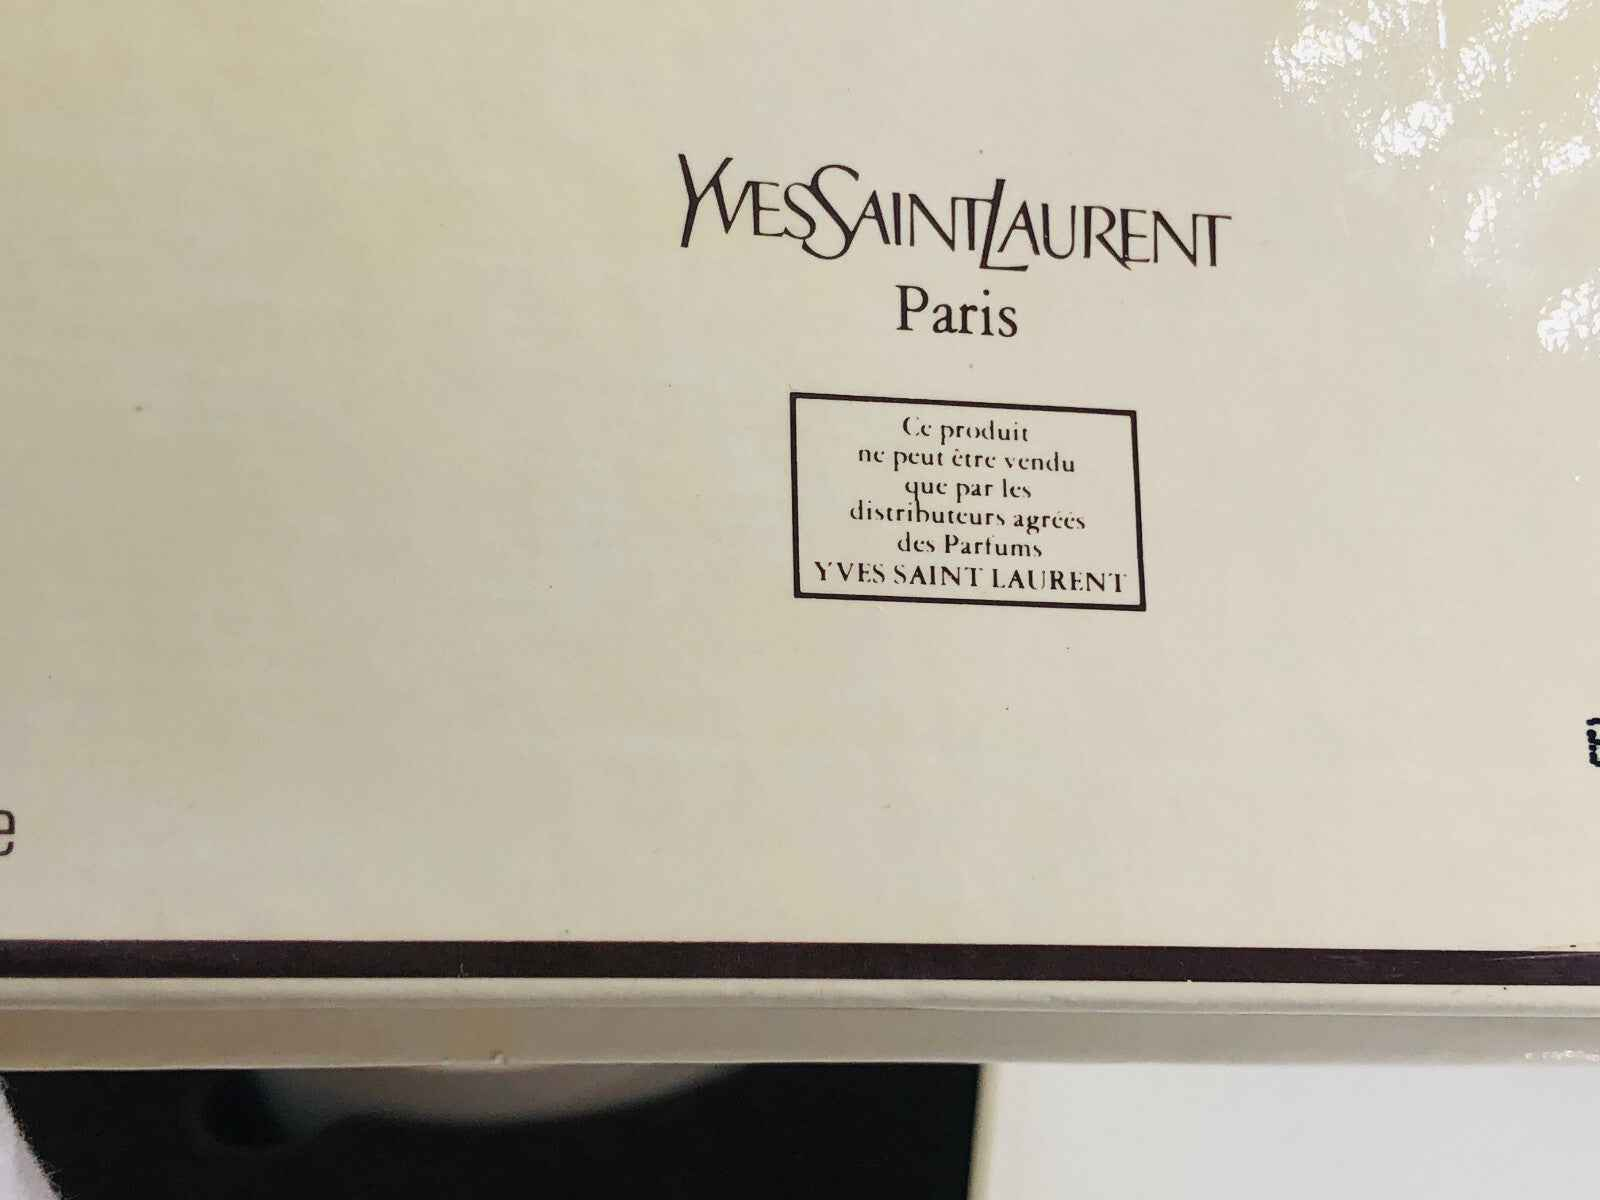 YVESSAINTLAURENT
Paris
Ce produit
ne peut être vendu
que par les
distributeurs agréés
des Parfums
YVES SAINT LAURENT
e